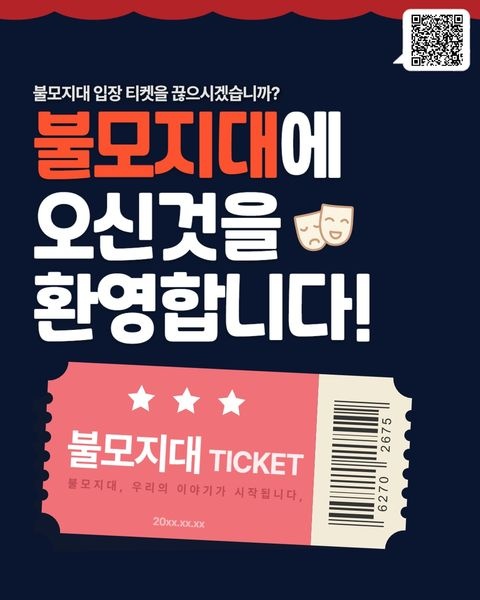 불모지대 입장 티켓을 끊으시겠습니까?
불모지대에
오신것을
환영합니다!
불모지대 TICKET
불모지대, 우리의 이야기가 시작됩니다,
20xx.xx.xx
6270 2675